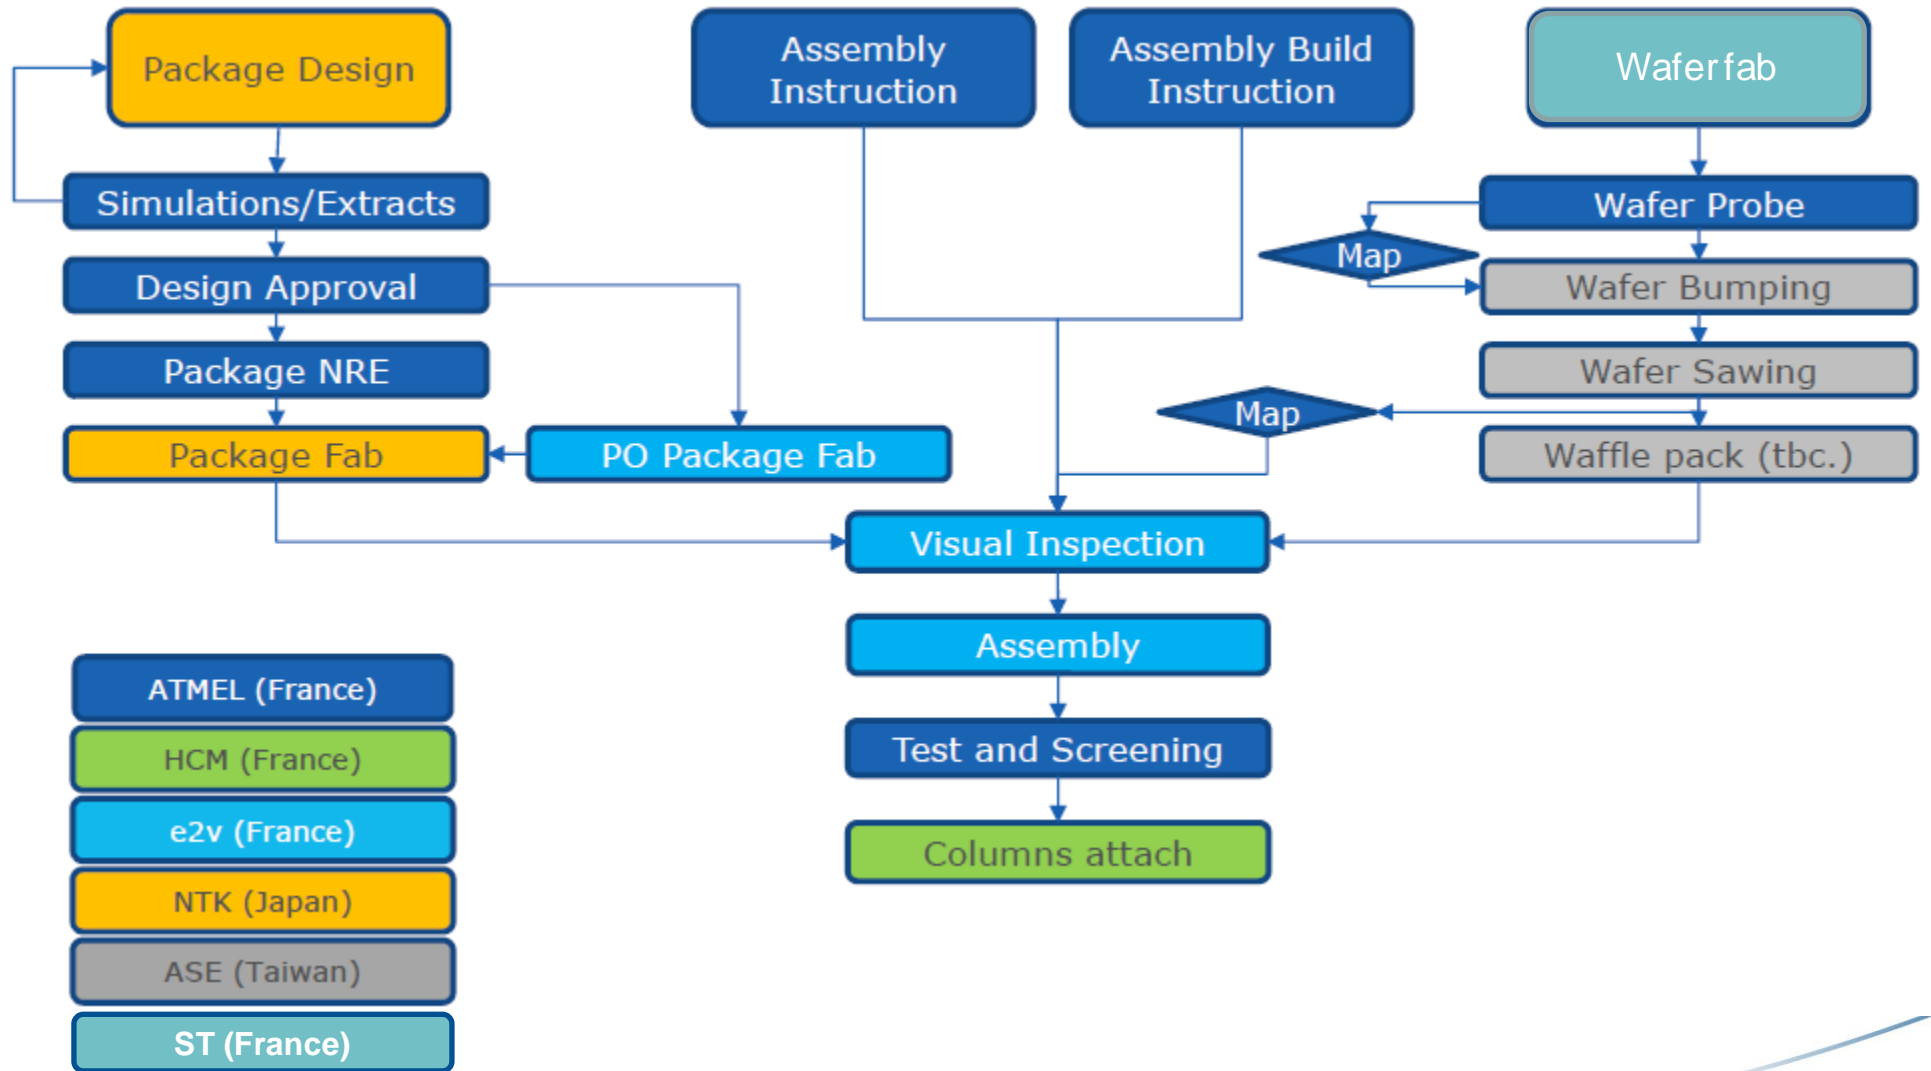 Package Design
Assembly
Instruction
Assembly Build
Instruction
Wafer fab
Simulations/Extracts
Wafer Probe
Map
Design Approval
Wafer Bumping
Package NRE
Wafer Sawing
Map
Package Fab
PO Package Fab
Waffle pack (tbc.)
Visual Inspection
Assembly
Test and Screening
Columns attach
ATMEL (France)
HCM (France)
e2v (France)
NTK (Japan)
ASE (Taiwan)
ST (France)